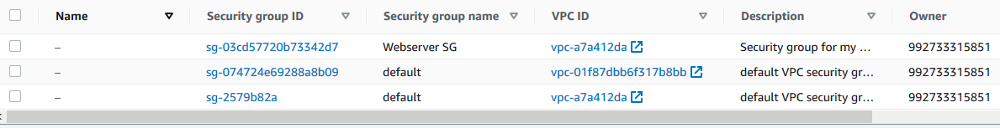 Name Security group ID Security group name VPC ID Description Owner
– sg-03cd57720b73342d7 Webserver SG vpc-a7a412da Security group for my ... 992733315851
– sg-074724e69288a8b09 default vpc-01f87dbb6f317b8bb default VPC security gr... 992733315851
– sg-2579b82a default vpc-a7a412da default VPC security gr... 992733315851